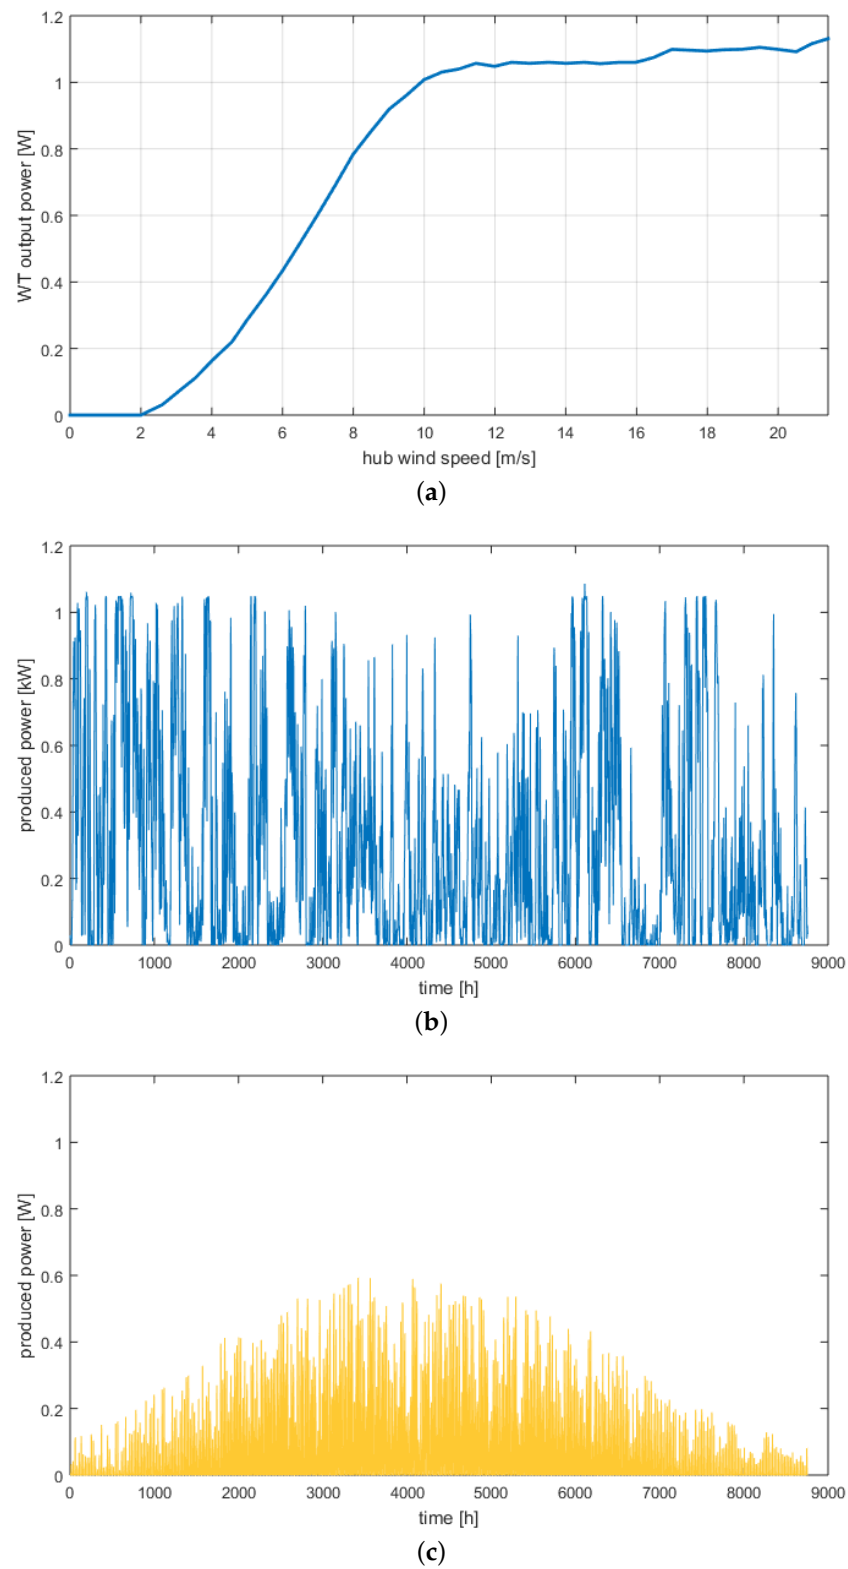 1.2
1
0.8
0.6
0.4
0.2
0
WT output power [W]
0 2 4 6 8 10 12 14 16 18 20
hub wind speed [m/s]
(a)
1.2
1
0.8
0.6
0.4
0.2
0
produced power [kW]
0 1000 2000 3000 4000 5000 6000 7000 8000 9000
time [h]
(b)
1.2
1
0.8
0.6
0.4
0.2
0
produced power [W]
0 1000 2000 3000 4000 5000 6000 7000 8000 9000
time [h]
(c)